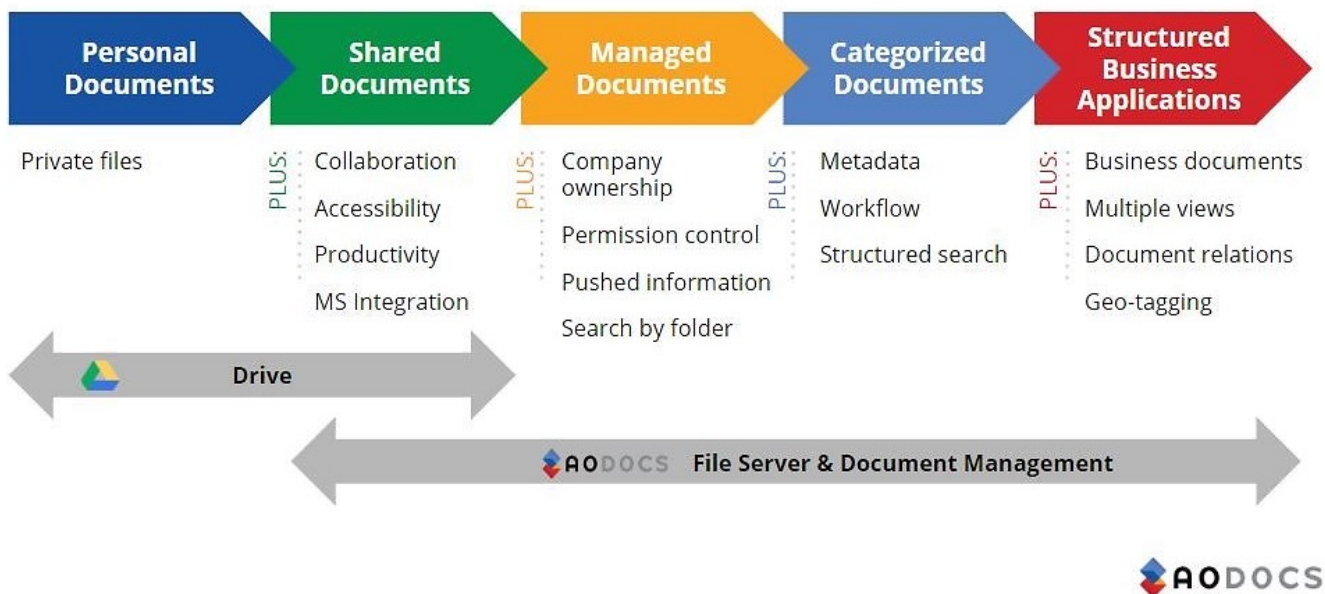 Personal
Documents
Shared
Documents
Managed
Documents
Categorized
Documents
Structured
Business
Applications
Private files
PLUS:
Collaboration
Accessibility
Productivity
MS Integration
PLUS:
Company
ownership
Permission control
Pushed information
Search by folder
PLUS:
Metadata
Workflow
Structured search
PLUS:
Business documents
Multiple views
Document relations
Geo-tagging
Drive
AODOCS File Server & Document Management
AODOCS